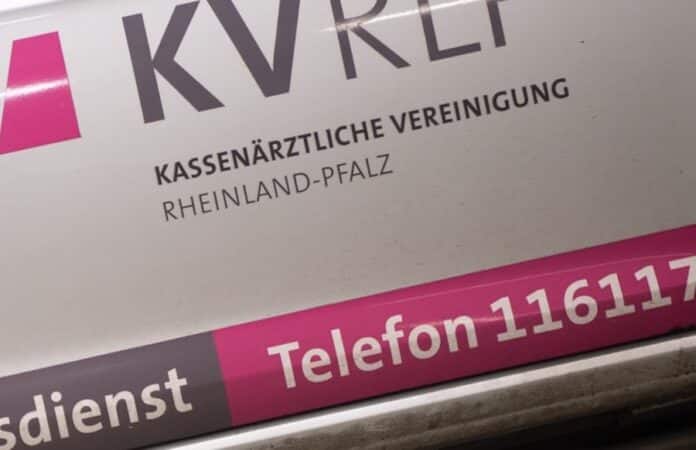 KVRLP
KASSENÄRZTLICHE VEREINIGUNG
RHEINLAND-PFALZ
sdienst Telefon 116117